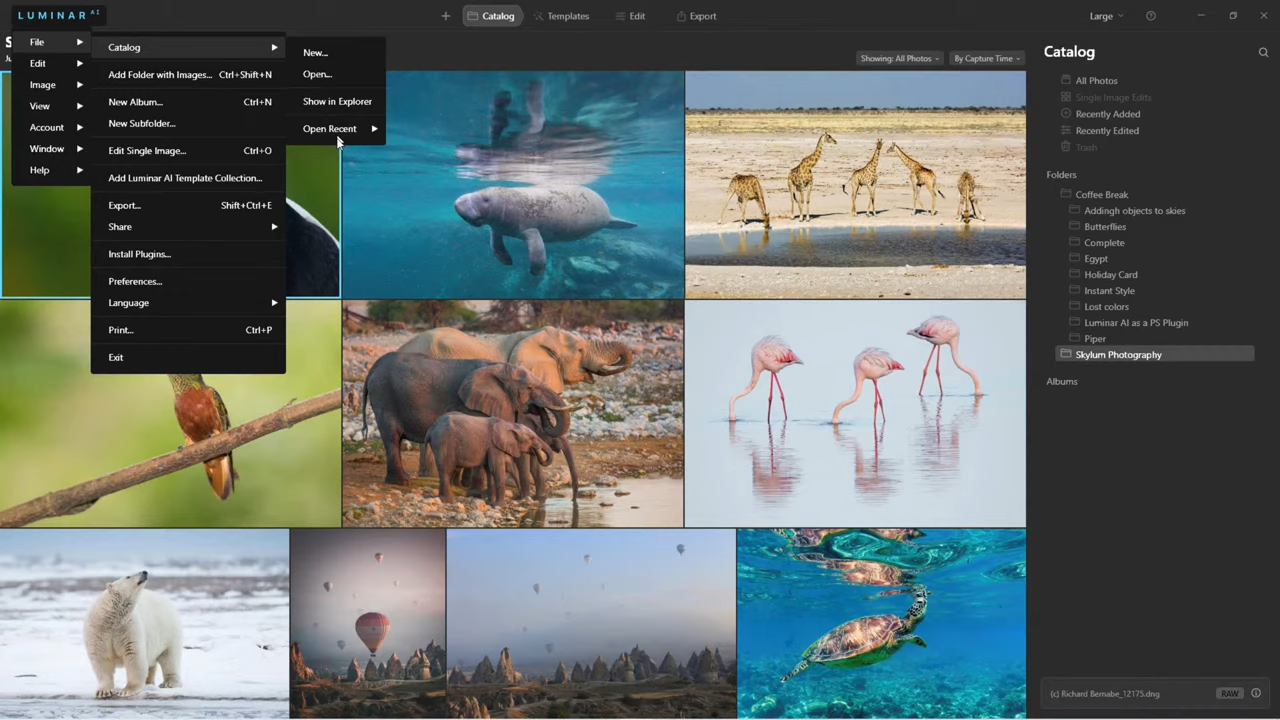 LUMINAR AI
Catalog
Templates
Edit
Export
Large
File
Edit
Image
View
Account
Window
Help
Catalog
Add Folder with Images... Ctrl+Shift+N
New Album... Ctrl+N
New Subfolder...
Edit Single Image... Ctrl+O
Add Luminar AI Template Collection...
Export... Shift+Ctrl+E
Share
Install Plugins...
Preferences...
Language
Print... Ctrl+P
Exit
New...
Open...
Show in Explorer
Open Recent
Showing: All Photos
By Capture Time
Catalog
All Photos
Single Image Edits
Recently Added
Recently Edited
Trash
Folders
Coffee Break
Addingh objects to skies
Butterflies
Complete
Egypt
Holiday Card
Instant Style
Lost colors
Luminar AI as a PS Plugin
Piper
Skylum Photography
Albums
(c) Richard Bernabe_12175.dng
RAW